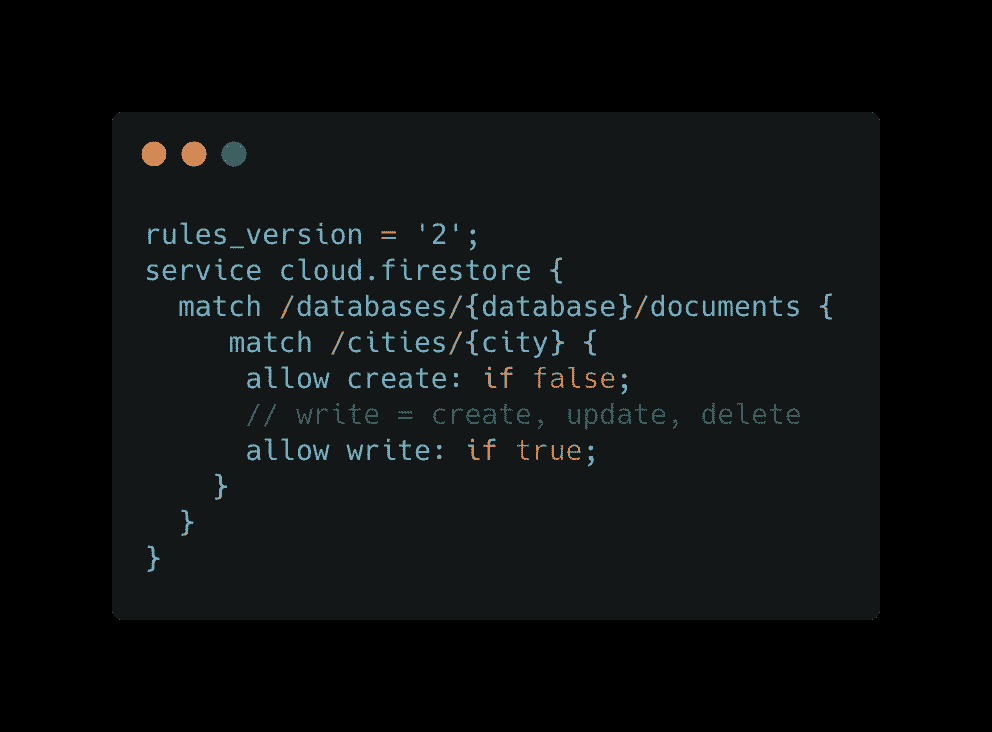 rules_version = '2';
service cloud.firestore {
  match /databases/{database}/documents {
     match /cities/{city} {
      allow create: if false;
      // write = create, update, delete
      allow write: if true;
    }
  }
}